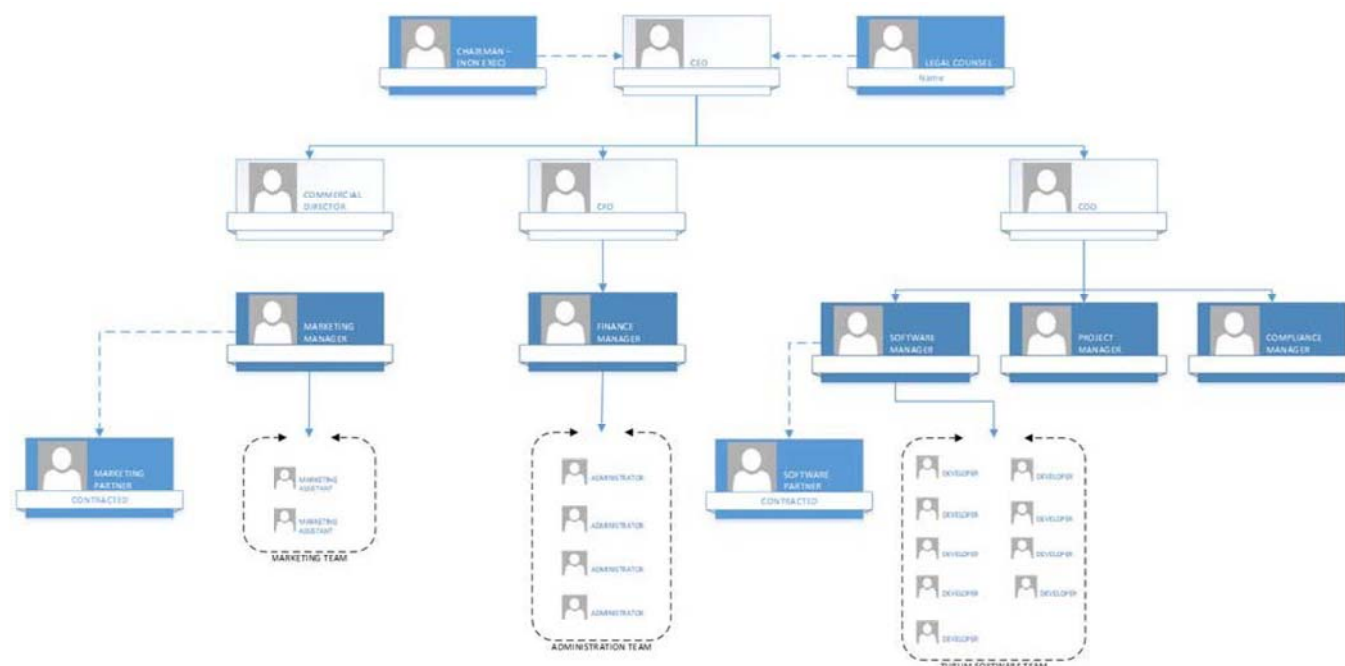 CHAIRMAN –
(NON EXEC)
CEO
LEGAL COUNSEL
Name
COMMERCIAL
DIRECTOR
CFO
COO
MARKETING
MANAGER
FINANCE
MANAGER
SOFTWARE
MANAGER
PROJECT
MANAGER
COMPLIANCE
MANAGER
MARKETING
PARTNER
CONTRACTED
MARKETING
ASSISTANT
MARKETING
ASSISTANT
MARKETING TEAM
ADMINISTRATOR
ADMINISTRATOR
ADMINISTRATOR
ADMINISTRATOR
ADMINISTRATION TEAM
SOFTWARE
PARTNER
CONTRACTED
DEVELOPER
DEVELOPER
DEVELOPER
DEVELOPER
DEVELOPER
DEVELOPER
DEVELOPER
DEVELOPER
DEVELOPER
SOFTWARE TEAM